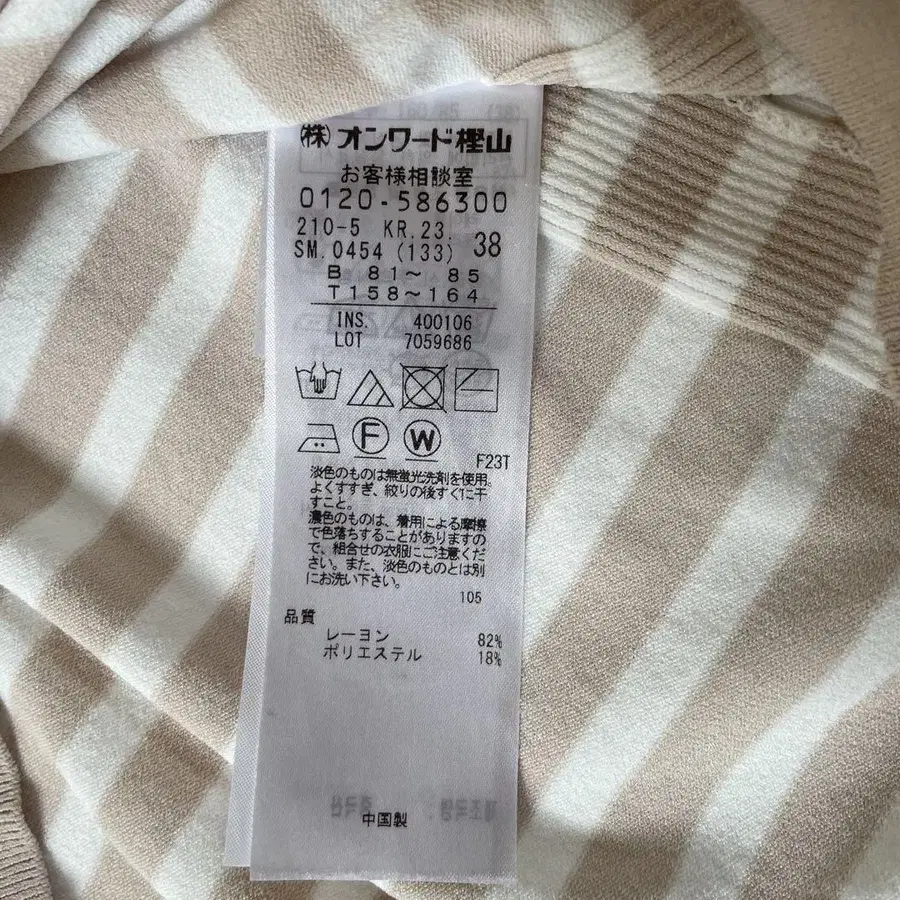 (株)オンワード樫山
お客様相談室
0120-586300
210-5 KR.23.
SM.0454 (133) 38
B 81～ 85
T158～164
INS. 400106
LOT 7059686
F W
F23T
淡色のものは無蛍光洗剤を使用。
よくすすぎ、絞りの後すぐに干
すこと。
濃色のものは、着用による摩擦
で色落ちすることがありますの
で、組合せの衣服にご注意くだ
さい。また、淡色のものとは別
にお洗い下さい。
105
品質
レーヨン 82%
ポリエステル 18%
中国製